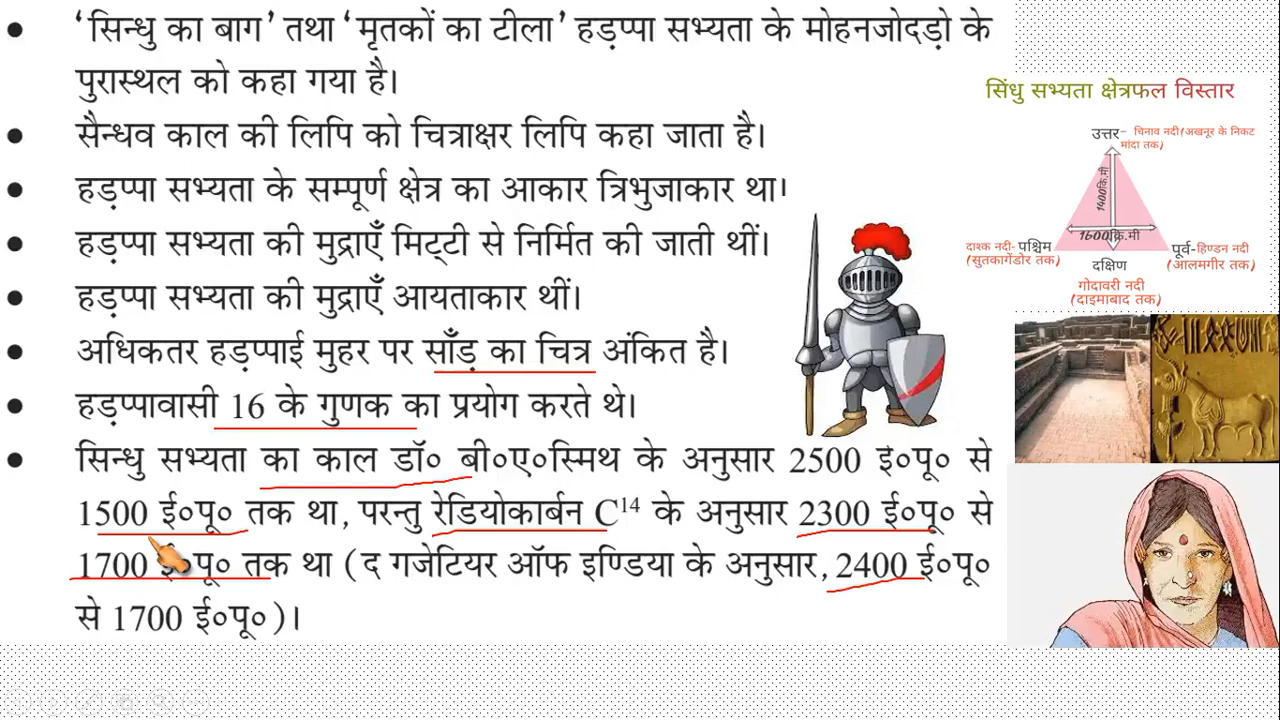 ● 'सिन्धु का बाग' तथा 'मृतकों का टीला' हड़प्पा सभ्यता के मोहनजोदड़ो के
पुरास्थल को कहा गया है।
● सैन्धव काल की लिपि को चित्राक्षर लिपि कहा जाता है।
● हड़प्पा सभ्यता के सम्पूर्ण क्षेत्र का आकार त्रिभुजाकार था।
● हड़प्पा सभ्यता की मुद्राएँ मिट्टी से निर्मित की जाती थीं।
● हड़प्पा सभ्यता की मुद्राएँ आयताकार थीं।
● अधिकतर हड़प्पाई मुहर पर साँड़ का चित्र अंकित है।
● हड़प्पावासी 16 के गुणक का प्रयोग करते थे।
● सिन्धु सभ्यता का काल डॉ० बी०ए०स्मिथ के अनुसार 2500 ई०पू० से
1500 ई०पू० तक था, परन्तु रेडियोकार्बन C¹⁴ के अनुसार 2300 ई०पू० से
1700 ई०पू० तक था (द गजेटियर ऑफ इण्डिया के अनुसार, 2400 ई०पू०
से 1700 ई०पू०)।
सिंधु सभ्यता क्षेत्रफल विस्तार
उत्तर- चिनाव नदी(अखनूर के निकट
मांदा तक)
1400कि.मी
1600कि.मी
दाश्क नदी- पश्चिम
(सुतकागेंडोर तक)
पूर्व-हिण्डन नदी
(आलमगीर तक)
दक्षिण
गोदावरी नदी
(दाइमाबाद तक)